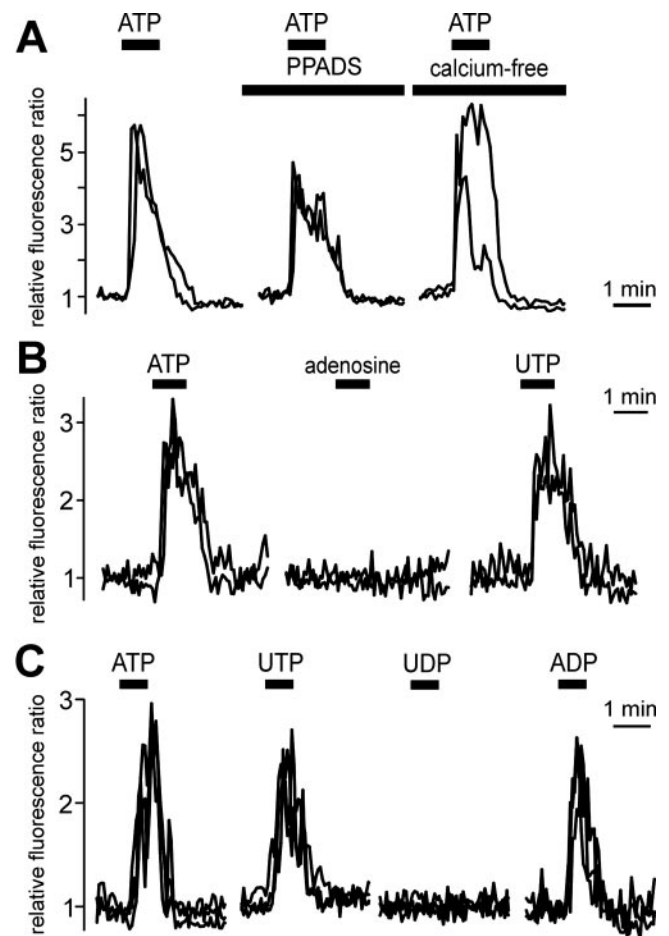 A
ATP ATP ATP
PPADS calcium-free
relative fluorescence ratio
5
3
1
1 min
B
ATP adenosine UTP
1 min
relative fluorescence ratio
3
2
1
C
ATP UTP UDP ADP
1 min
relative fluorescence ratio
3
2
1